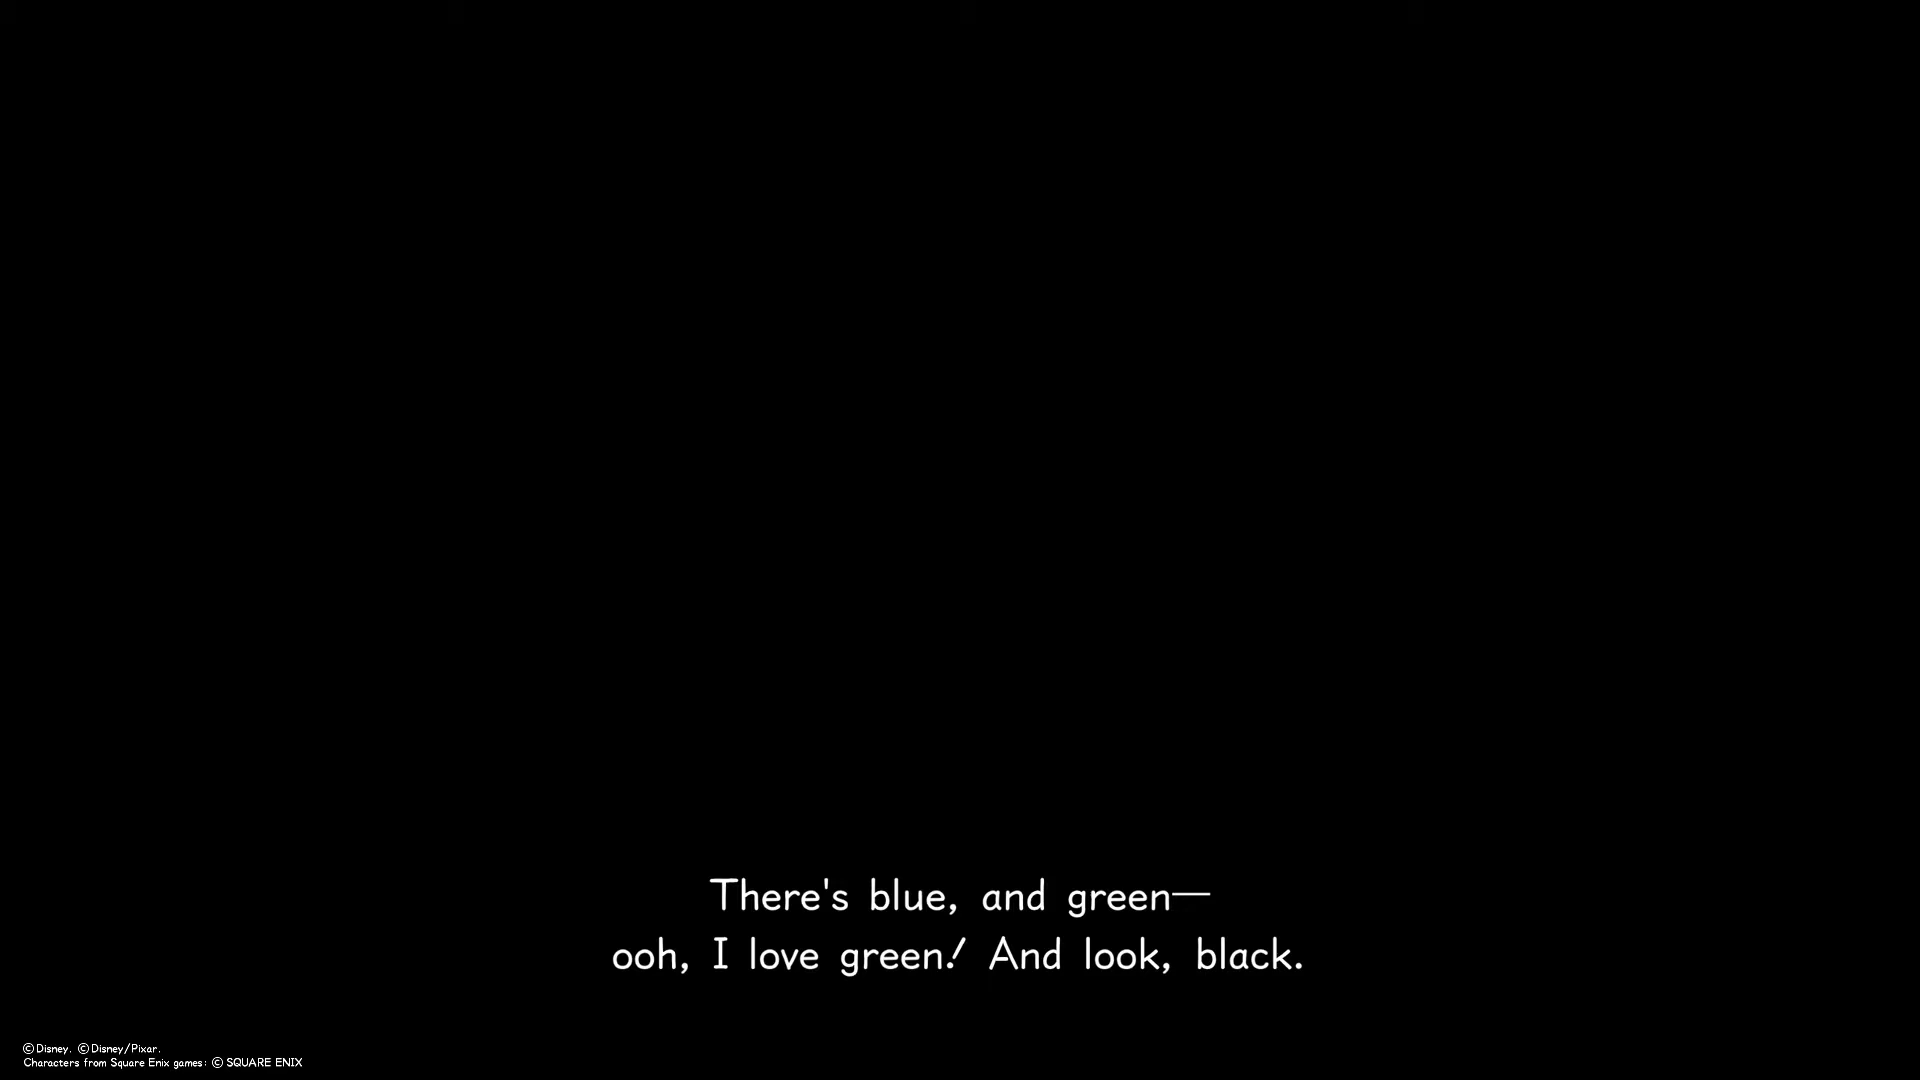 There's blue, and green—
ooh, I love green! And look, black.
©Disney. ©Disney/Pixar.
Characters from Square Enix games: © SQUARE ENIX